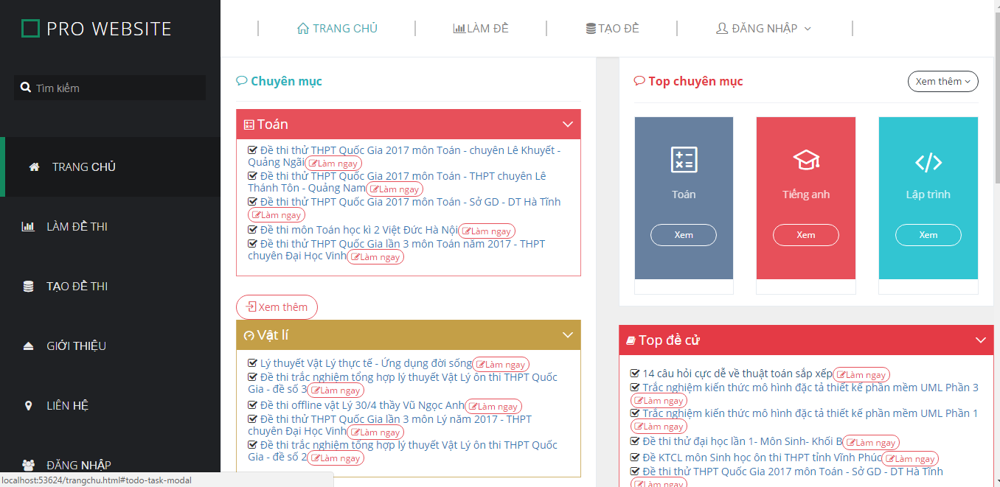 PRO WEBSITE
Tìm kiếm
TRANG CHỦ
LÀM ĐỀ THI
TẠO ĐỀ THI
GIỚI THIỆU
LIÊN HỆ
ĐĂNG NHẬP
localhost:53624/trangchu.html#todo-task-modal
TRANG CHỦ
LÀM ĐỀ
TẠO ĐỀ
ĐĂNG NHẬP
Chuyên mục
Toán
Đề thi thử THPT Quốc Gia 2017 môn Toán - chuyên Lê Khuyết -
Quảng Ngãi Làm ngay
Đề thi thử THPT Quốc Gia 2017 môn Toán - THPT chuyên Lê
Thánh Tôn - Quảng Nam Làm ngay
Đề thi thử THPT Quốc Gia 2017 môn Toán - Sở GD - DT Hà Tĩnh
Làm ngay
Đề thi môn Toán học kì 2 Việt Đức Hà Nội Làm ngay
Đề thi thử THPT Quốc Gia lần 3 môn Toán năm 2017 - THPT
chuyên Đại Học Vinh Làm ngay
Xem thêm
Vật lí
Lý thuyết Vật Lý thực tế - Ứng dụng đời sống Làm ngay
Đề thi trắc nghiệm tổng hợp lý thuyết Vật Lý ôn thi THPT Quốc
Gia - đề số 3 Làm ngay
Đề thi offline vật Lý 30/4 thầy Vũ Ngọc Anh Làm ngay
Đề thi thử THPT Quốc Gia lần 3 môn Lý năm 2017 - THPT
chuyên Đại Học Vinh Làm ngay
Đề thi trắc nghiệm tổng hợp lý thuyết Vật Lý ôn thi THPT Quốc
Gia - đề số 2 Làm ngay
Top chuyên mục
Xem thêm
Toán
Xem
Tiếng anh
Xem
Lập trình
Xem
Top đề cử
14 câu hỏi cực dễ về thuật toán sắp xếp Làm ngay
Trắc nghiệm kiến thức mô hình đặc tả thiết kế phần mềm UML Phần 3
Làm ngay
Trắc nghiệm kiến thức mô hình đặc tả thiết kế phần mềm UML Phần 1
Làm ngay
Đề thi thử đại học lần 1- Môn Sinh- Khối B Làm ngay
Đề KTCL môn Sinh học ôn thi THPT tỉnh Vĩnh Phúc Làm ngay
Đề thi thử THPT Quốc Gia 2017 môn Toán - Sở GD - DT Hà Tĩnh
Làm ngay